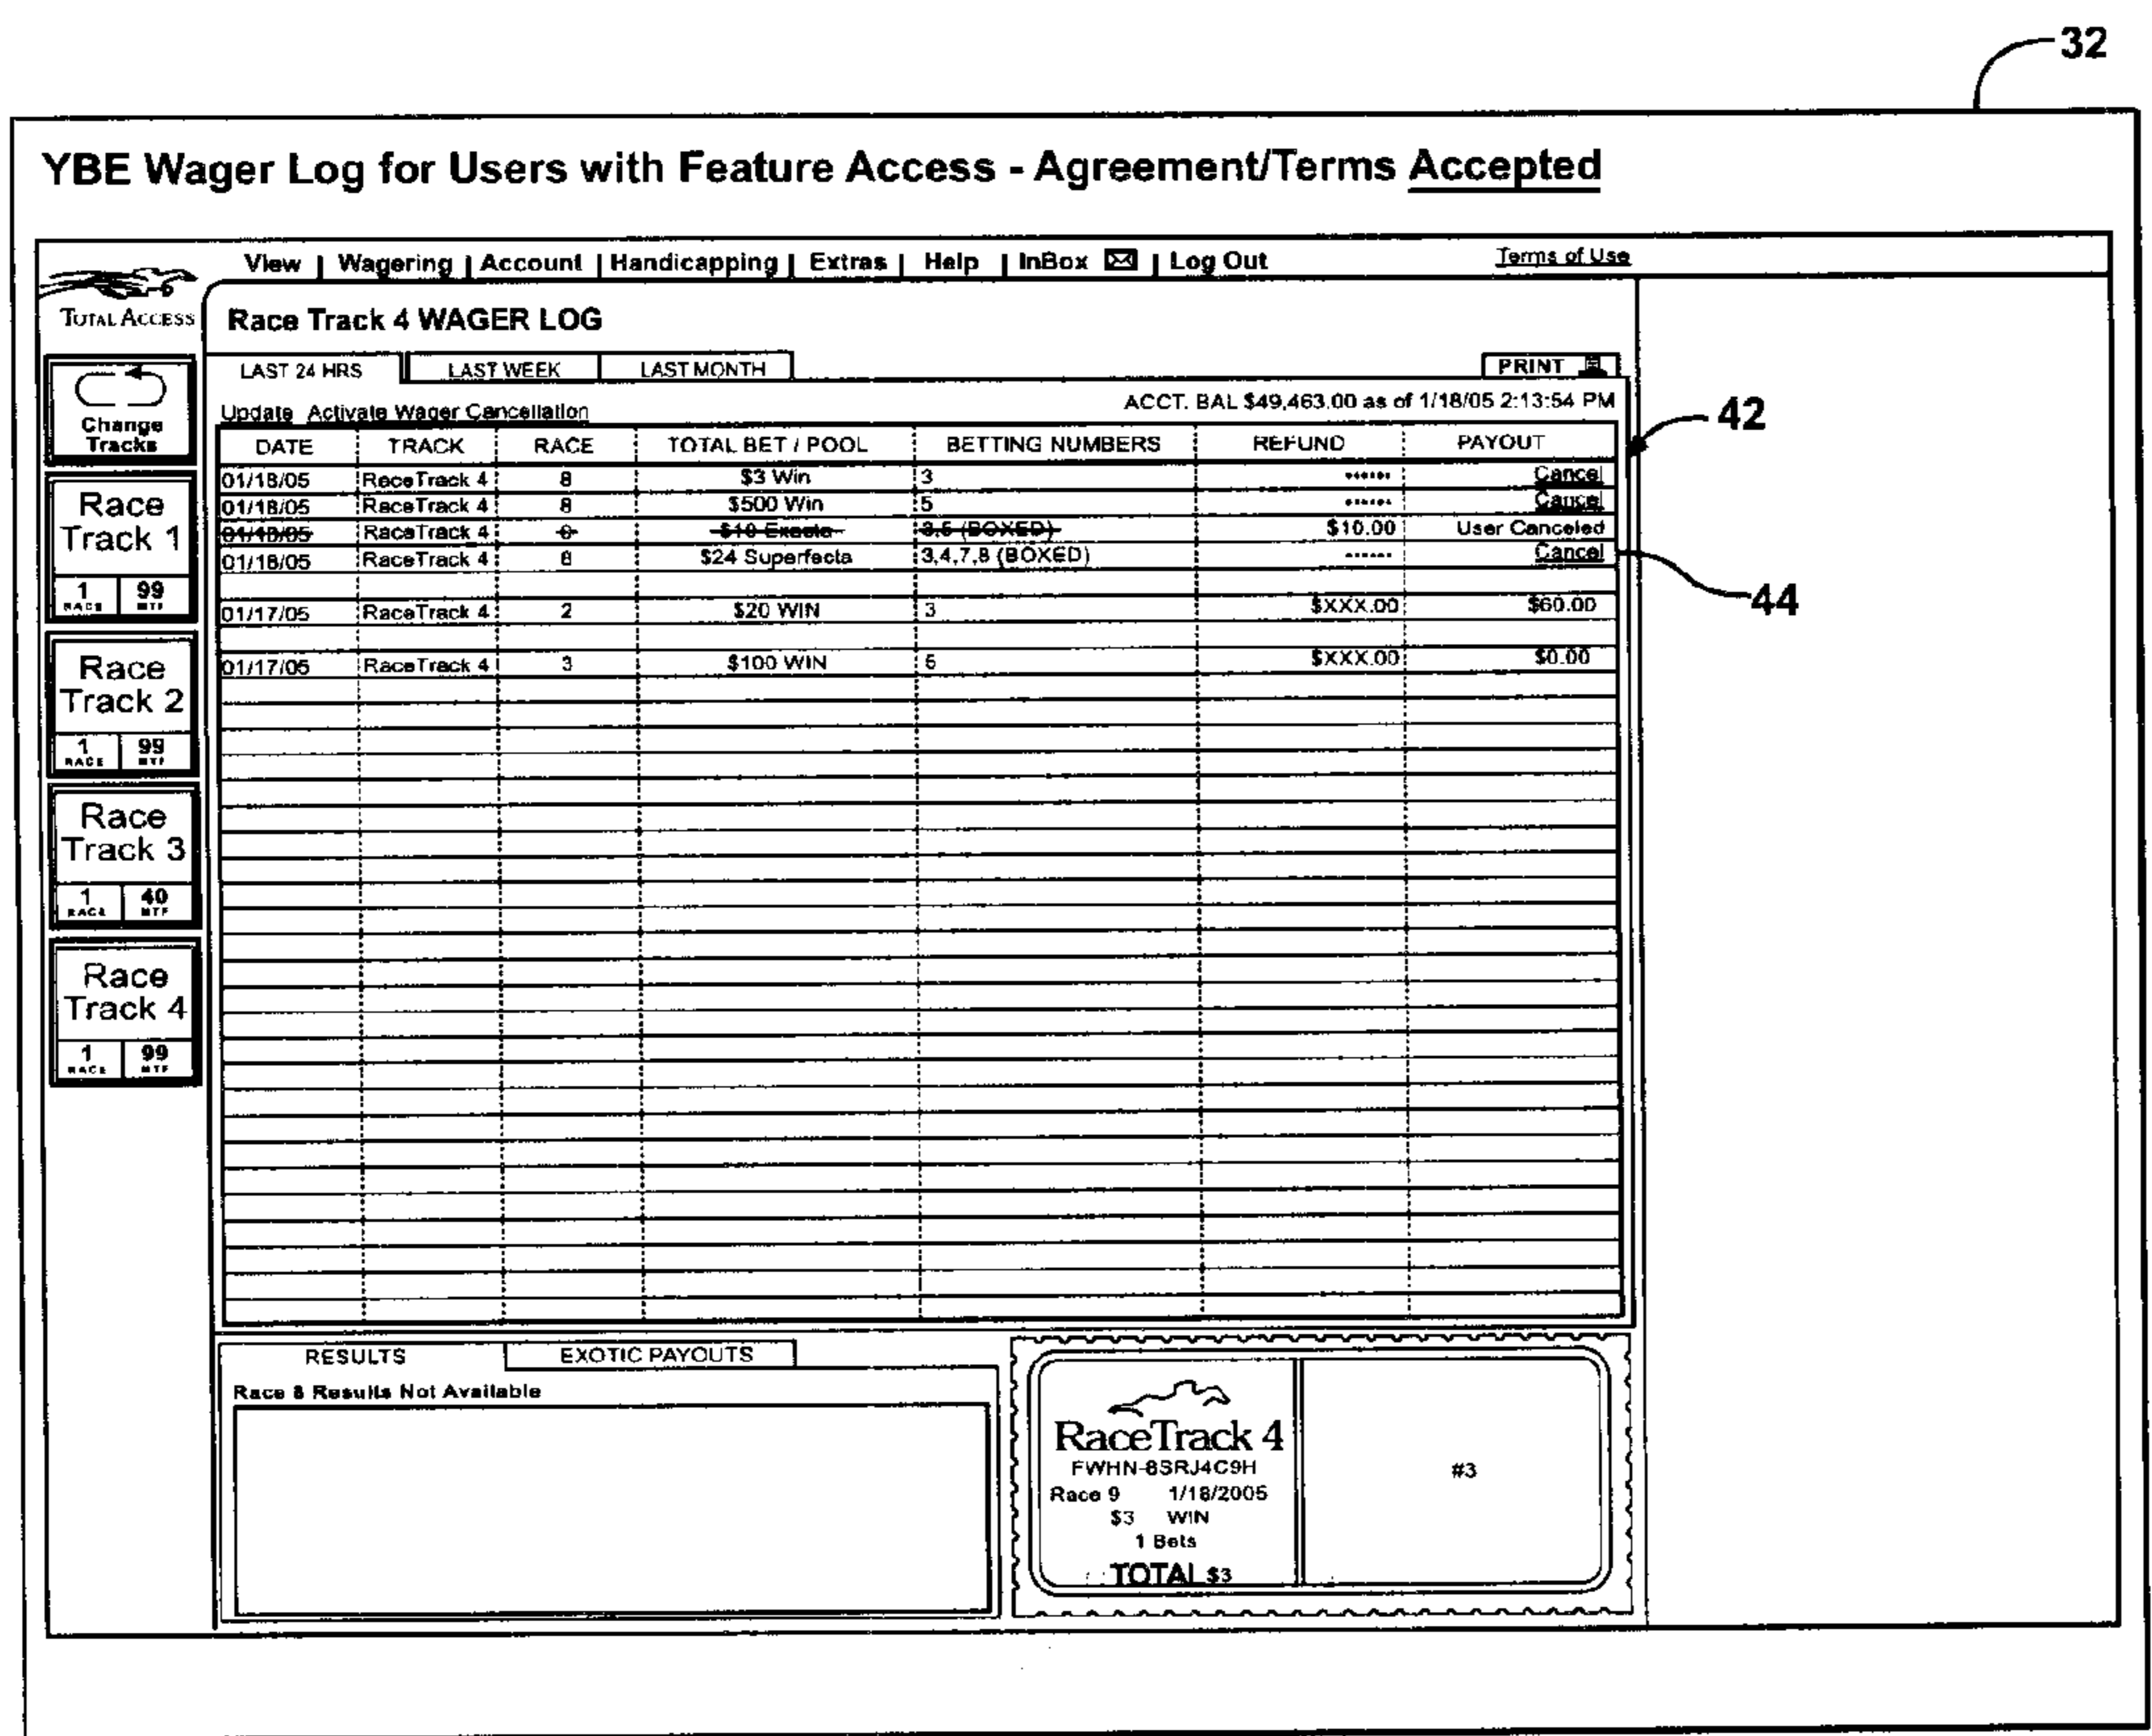 32
YBE Wager Log for Users with Feature Access - Agreement/Terms Accepted
View | Wagering | Account | Handicapping | Extras | Help | InBox | Log Out Terms of Use
TOTAL ACCESS
Race Track 4 WAGER LOG
LAST 24 HRS LAST WEEK LAST MONTH PRINT
Update Activate Wager Cancellation ACCT. BAL $49,463.00 as of 1/18/05 2:13:54 PM
42
Change
Tracks
DATE TRACK RACE TOTAL BET / POOL BETTING NUMBERS REFUND PAYOUT
01/18/05 RaceTrack 4 8 $3 Win 3 ****** Cancel
01/18/05 RaceTrack 4 8 $500 Win 5 ****** Cancel
01/18/05 RaceTrack 4 $10 Exacta (BOXED) $10.00 User Canceled
01/18/05 RaceTrack 4 8 $24 Superfecta 3,4,7,8 (BOXED) ****** Cancel
44
01/17/05 RaceTrack 4 2 $20 WIN 3 $XXX.00 $60.00
01/17/05 RaceTrack 4 3 $100 WIN $XXX.00 $0.00
Race
Track 1
1 99
RACE
Race
Track 2
1 99
RACE
Race
Track 3
1 40
RACE
Race
Track 4
1 99
RACE
RESULTS EXOTIC PAYOUTS
Race 8 Results Not Available
RaceTrack 4
FWHN-8SRJ4C9H
Race 9 1/18/2005
$3 WIN
1 Bets
TOTAL $3
#3